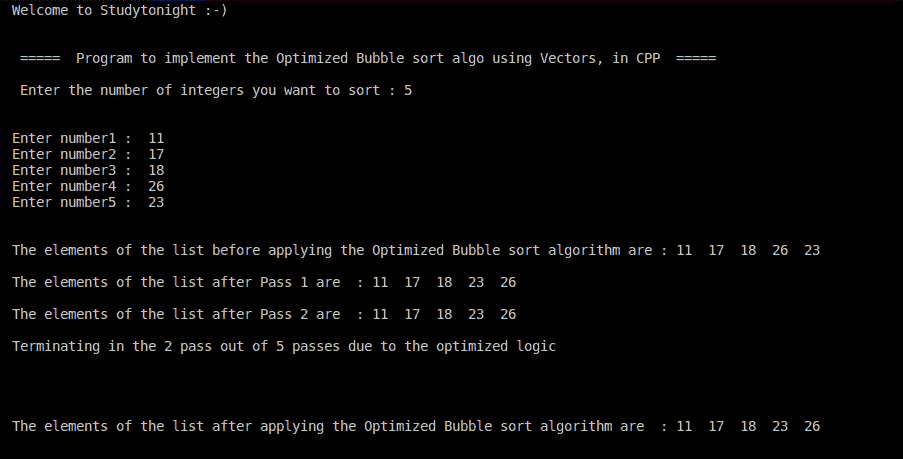 Welcome to Studytonight :-)
===== Program to implement the Optimized Bubble sort algo using Vectors, in CPP =====
Enter the number of integers you want to sort : 5
Enter number1 : 11
Enter number2 : 17
Enter number3 : 18
Enter number4 : 26
Enter number5 : 23
The elements of the list before applying the Optimized Bubble sort algorithm are : 11 17 18 26 23
The elements of the list after Pass 1 are : 11 17 18 23 26
The elements of the list after Pass 2 are : 11 17 18 23 26
Terminating in the 2 pass out of 5 passes due to the optimized logic
The elements of the list after applying the Optimized Bubble sort algorithm are : 11 17 18 23 26